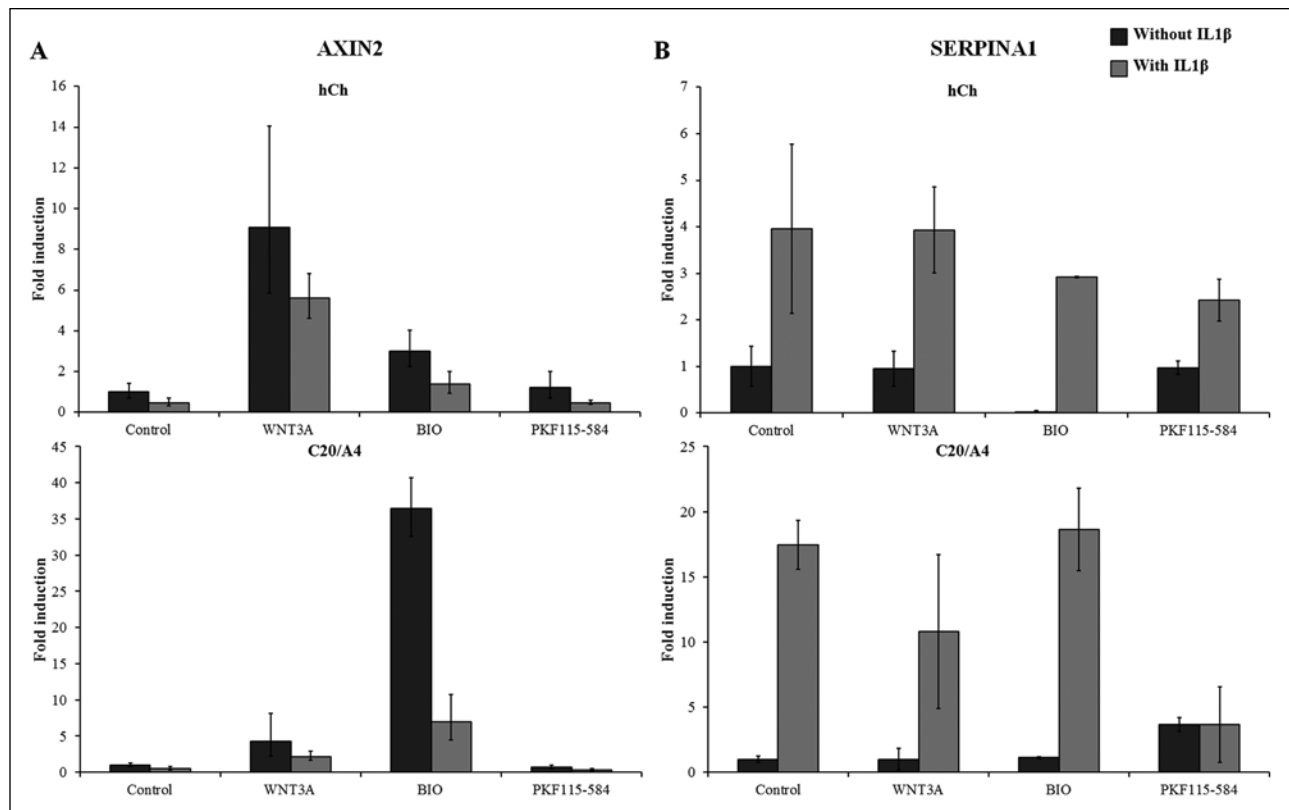 A
AXIN2
hCh
Fold induction
16
14
12
10
8
6
4
2
0
Control WNT3A BIO PKF115-584
C20/A4
Fold induction
45
40
35
30
25
20
15
10
5
0
Control WNT3A BIO PKF115-584
B
SERPINA1
Without IL1β
With IL1β
hCh
Fold induction
7
6
5
4
3
2
1
0
Control WNT3A BIO PKF115-584
C20/A4
Fold induction
25
20
15
10
5
0
Control WNT3A BIO PKF115-584